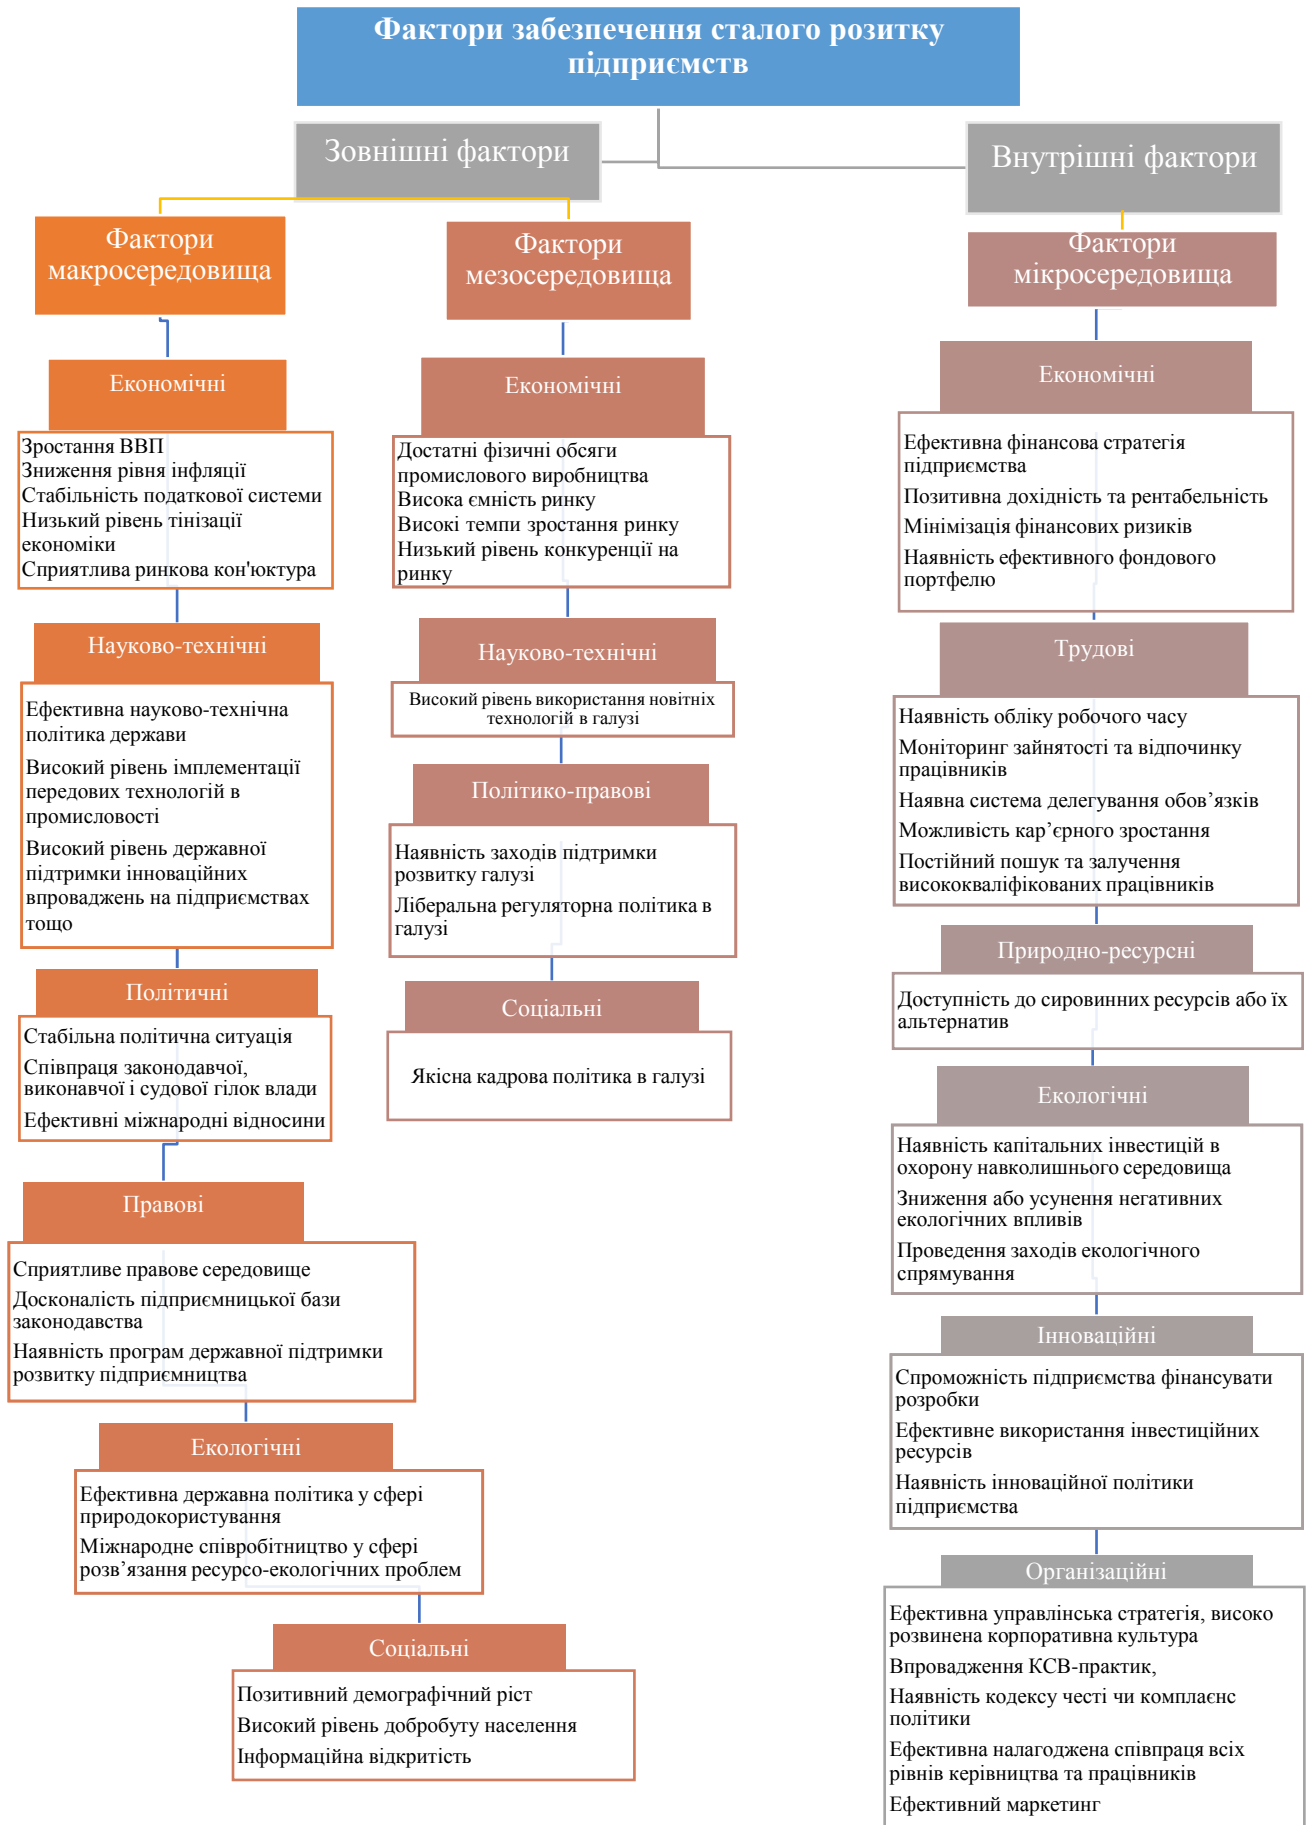 Фактори забезпечення сталого розитку
підприємств
Зовнішні фактори
Внутрішні фактори
Фактори
макросередовища
Економічні
Зростання ВВП
Зниження рівня інфляції
Стабільність податкової системи
Низький рівень тінізації
економіки
Сприятлива ринкова кон'юктура
Науково-технічні
Ефективна науково-технічна
політика держави
Високий рівень імплементації
передових технологій в
промисловості
Високий рівень державної
підтримки інноваційних
впроваджень на підприємствах
тощо
Політичні
Стабільна політична ситуація
Співпраця законодавчої,
виконавчої і судової гілок влади
Ефективні міжнародні відносини
Правові
Сприятливе правове середовище
Досконалість підприємницької бази
законодавства
Наявність програм державної підтримки
розвитку підприємництва
Екологічні
Ефективна державна політика у сфері
природокористування
Міжнародне співробітництво у сфері
розв’язання ресурсо-екологічних проблем
Соціальні
Позитивний демографічний ріст
Високий рівень добробуту населення
Інформаційна відкритість
Фактори
мезосередовища
Економічні
Достатні фізичні обсяги
промислового виробництва
Висока ємність ринку
Високі темпи зростання ринку
Низький рівень конкуренції на
ринку
Науково-технічні
Високий рівень використання новітніх
технологій в галузі
Політико-правові
Наявність заходів підтримки
розвитку галузі
Ліберальна регуляторна політика в
галузі
Соціальні
Якісна кадрова політика в галузі
Фактори
мікросередовища
Економічні
Ефективна фінансова стратегія
підприємства
Позитивна дохідність та рентабельність
Мінімізація фінансових ризиків
Наявність ефективного фондового
портфелю
Трудові
Наявність обліку робочого часу
Моніторинг зайнятості та відпочинку
працівників
Наявна система делегування обов’язків
Можливість кар’єрного зростання
Постійний пошук та залучення
висококваліфікованих працівників
Природно-ресурсні
Доступність до сировинних ресурсів або їх
альтернатив
Екологічні
Наявність капітальних інвестицій в
охорону навколишнього середовища
Зниження або усунення негативних
екологічних впливів
Проведення заходів екологічного
спрямування
Інноваційні
Спроможність підприємства фінансувати
розробки
Ефективне використання інвестиційних
ресурсів
Наявність інноваційної політики
підприємства
Організаційні
Ефективна управлінська стратегія, високо
розвинена корпоративна культура
Впровадження КСВ-практик,
Наявність кодексу честі чи комплаєнс
політики
Ефективна налагоджена співпраця всіх
рівнів керівництва та працівників
Ефективний маркетинг